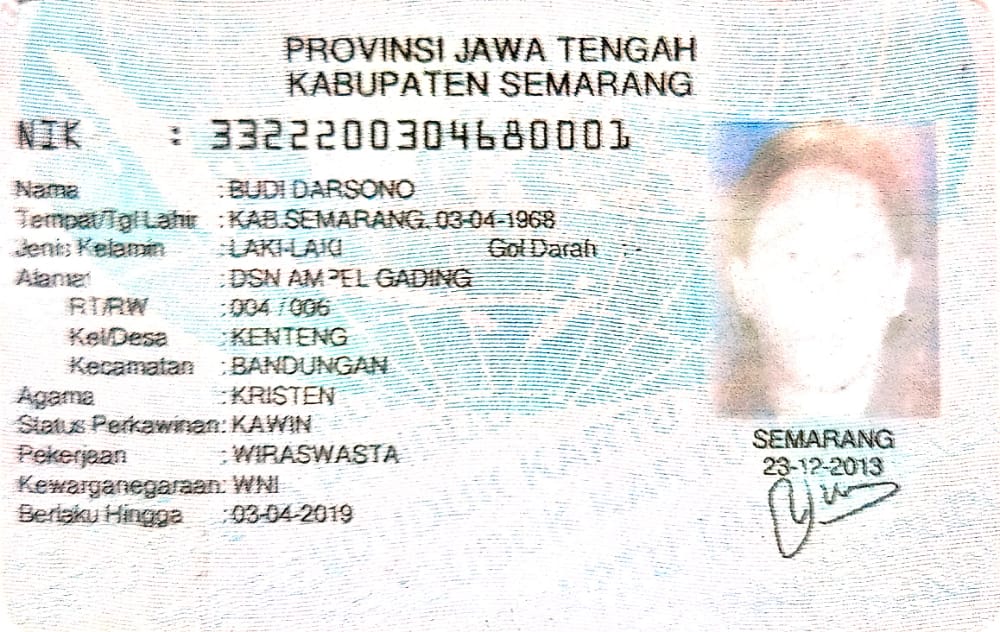 PROVINSI JAWA TENGAH
KABUPATEN SEMARANG
NIK : 3322200304680001
Nama : BUDI DARSONO
Tempat/Tgl Lahir : KAB.SEMARANG, 03-04-1968
Jenis Kelamin : LAKI-LAKI Gol Darah : -
Alamat : DSN AMPEL GADING
RT/RW : 004 / 006
Kel/Desa : KENTENG
Kecamatan : BANDUNGAN
Agama : KRISTEN
Status Perkawinan: KAWIN
Pekerjaan : WIRASWASTA
Kewarganegaraan: WNI
Berlaku Hingga : 03-04-2019
SEMARANG
23-12-2013